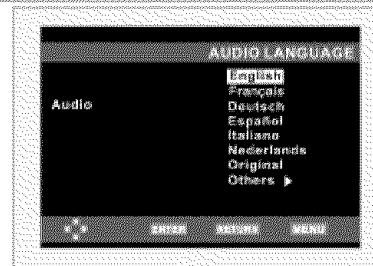 AUDIO LANGUAGE
English
Français
Audio
Deutsch
Español
Italiano
Nederlands
Original
Others ▶
ENTER RETURN MENU